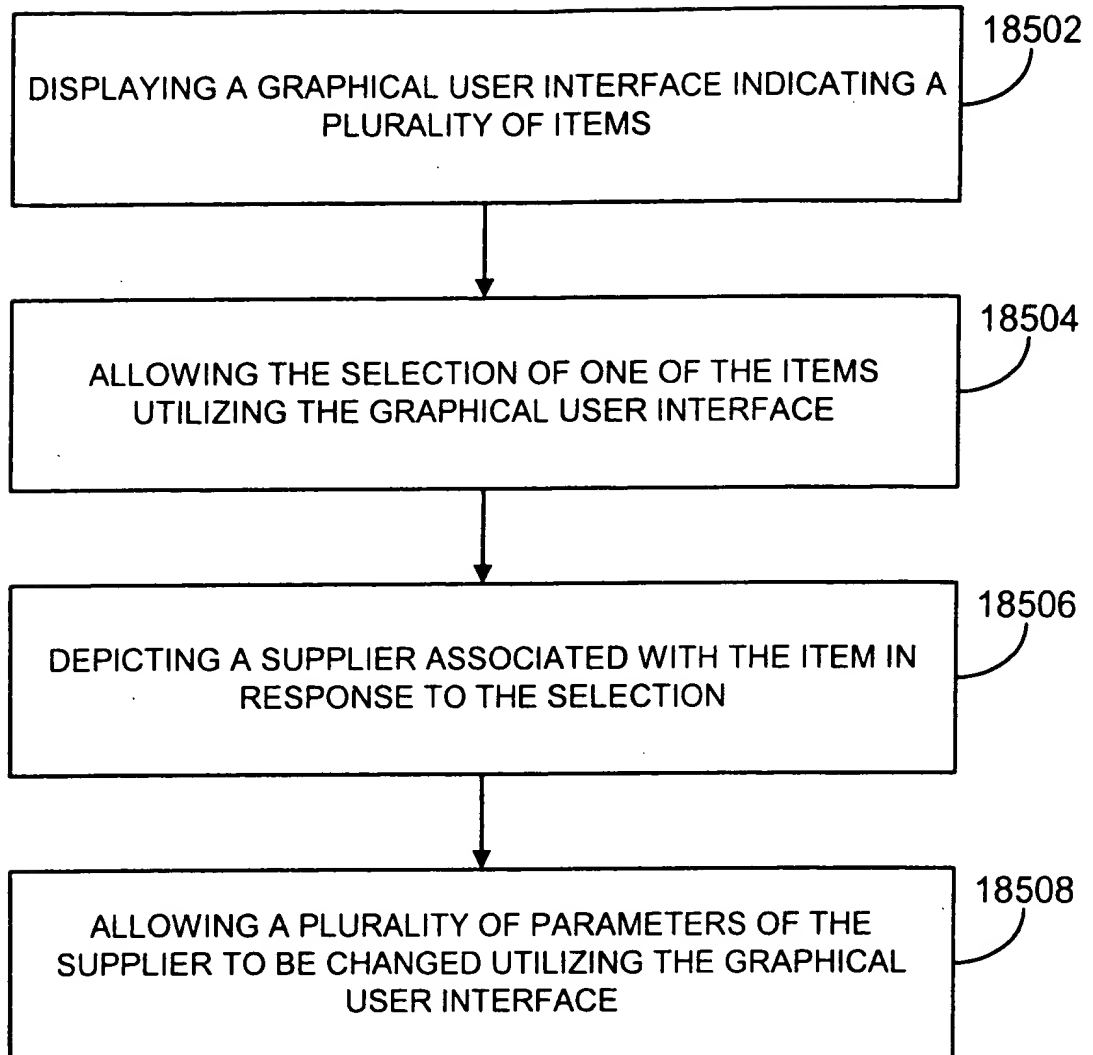 18502
DISPLAYING A GRAPHICAL USER INTERFACE INDICATING A
PLURALITY OF ITEMS
18504
ALLOWING THE SELECTION OF ONE OF THE ITEMS
UTILIZING THE GRAPHICAL USER INTERFACE
18506
DEPICTING A SUPPLIER ASSOCIATED WITH THE ITEM IN
RESPONSE TO THE SELECTION
18508
ALLOWING A PLURALITY OF PARAMETERS OF THE
SUPPLIER TO BE CHANGED UTILIZING THE GRAPHICAL
USER INTERFACE